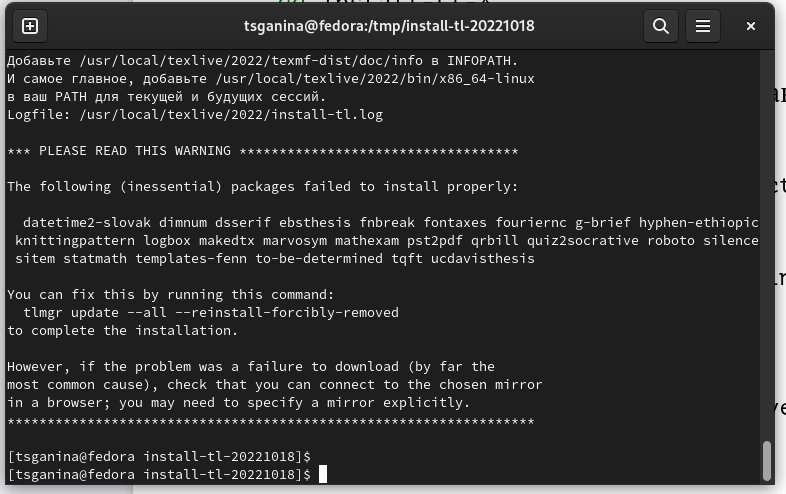 tsganina@fedora:/tmp/install-tl-20221018
Добавьте /usr/local/texlive/2022/texmf-dist/doc/info в INFOPATH.
И самое главное, добавьте /usr/local/texlive/2022/bin/x86_64-linux
в ваш PATH для текущей и будущих сессий.
Logfile: /usr/local/texlive/2022/install-tl.log
*** PLEASE READ THIS WARNING ***********************************
The following (inessential) packages failed to install properly:
datetime2-slovak dimnum dsserif ebsthesis fnbreak fontaxes fouriernc g-brief hyphen-ethiopic
knittingpattern logbox makedtx marvosym mathexam pst2pdf qrbill quiz2socrative roboto silence
sitem statmath templates-fenn to-be-determined tqft ucdavisthesis
You can fix this by running this command:
tlmgr update --all --reinstall-forcibly-removed
to complete the installation.
However, if the problem was a failure to download (by far the
most common cause), check that you can connect to the chosen mirror
in a browser; you may need to specify a mirror explicitly.
******************************************************************
[tsganina@fedora install-tl-20221018]$
[tsganina@fedora install-tl-20221018]$